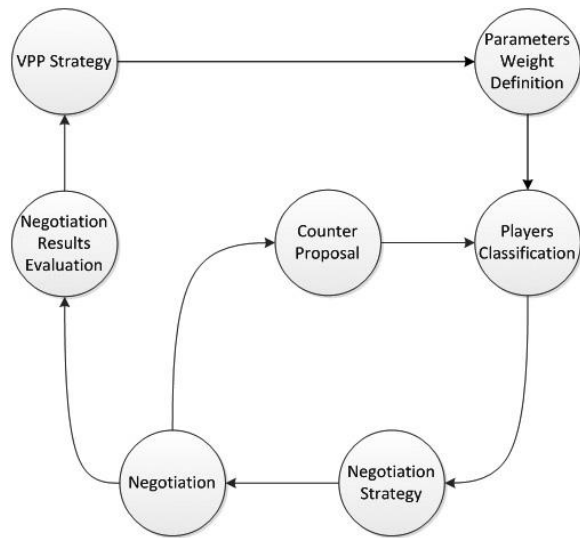 VPP Strategy
Parameters
Weight
Definition
Negotiation
Results
Evaluation
Counter
Proposal
Players
Classification
Negotiation
Negotiation
Strategy